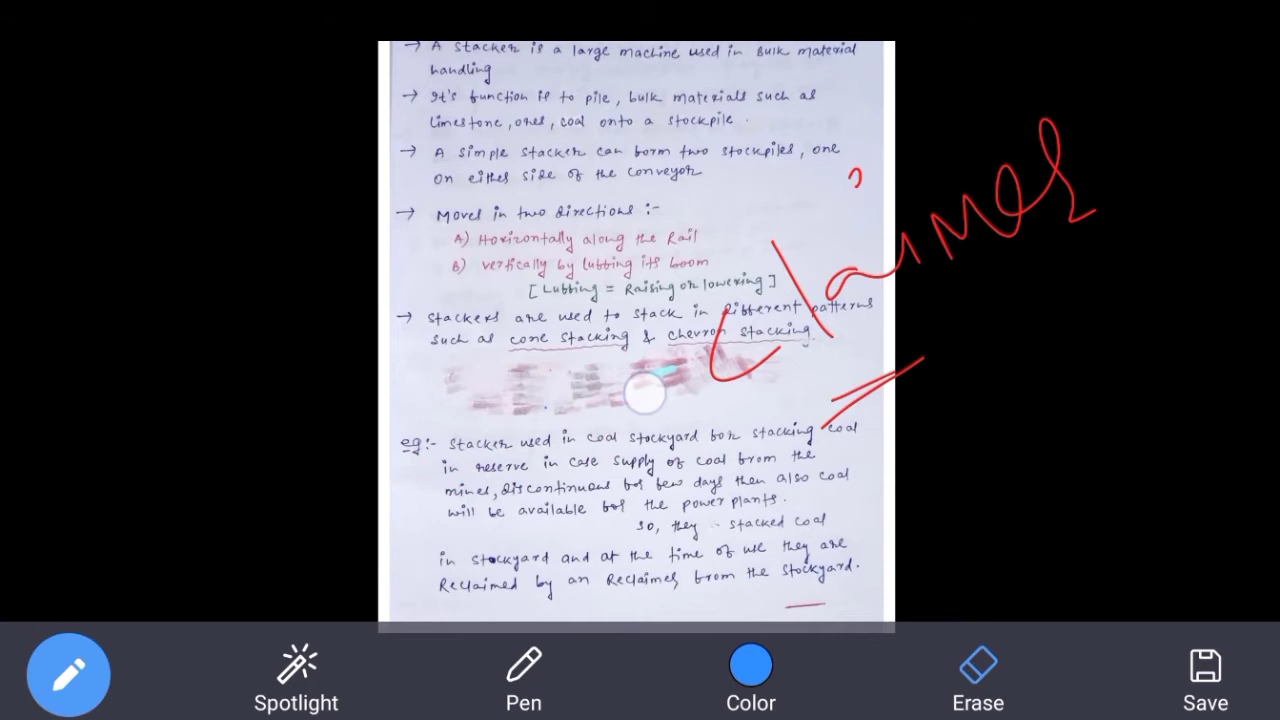 → A stacker is a large machine used in Bulk material
handling
→ It's function is to pile, bulk materials such as
limestone, ores, coal onto a stockpile.
→ A simple stacker can form two stockpiles, one
on either side of the conveyor
→ Moves in two directions :-
A) Horizontally along the Rail
B) vertically by luffing its boom
[Luffing = Raising or lowering]
→ Stackers are used to stack in different patterns
such as cone stacking & chevron stacking.
eg:- Stacker used in coal stockyard for stacking coal
in reserve in case supply of coal from the
mines, discontinuous for few days then also coal
will be available for the power plants.
so, they stacked coal
in stockyard and at the time of use they are
Reclaimed by an Reclaimer from the stockyard.
Spotlight
Pen
Color
Erase
Save